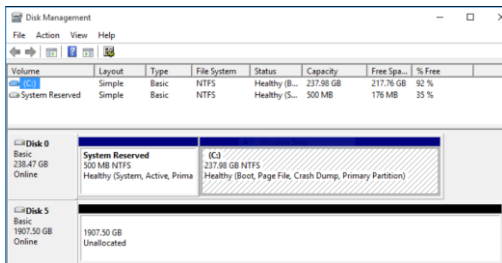 Disk Management
File Action View Help
Volume Layout Type File System Status Capacity Free Spa... % Free
(C:) Simple Basic NTFS Healthy (B... 237.98 GB 217.76 GB 92 %
System Reserved Simple Basic NTFS Healthy (S... 500 MB 176 MB 35 %
Disk 0
Basic
238.47 GB
Online
System Reserved
500 MB NTFS
Healthy (System, Active, Prima
(C:)
237.98 GB NTFS
Healthy (Boot, Page File, Crash Dump, Primary Partition)
Disk 5
Basic
1907.50 GB
Online
1907.50 GB
Unallocated